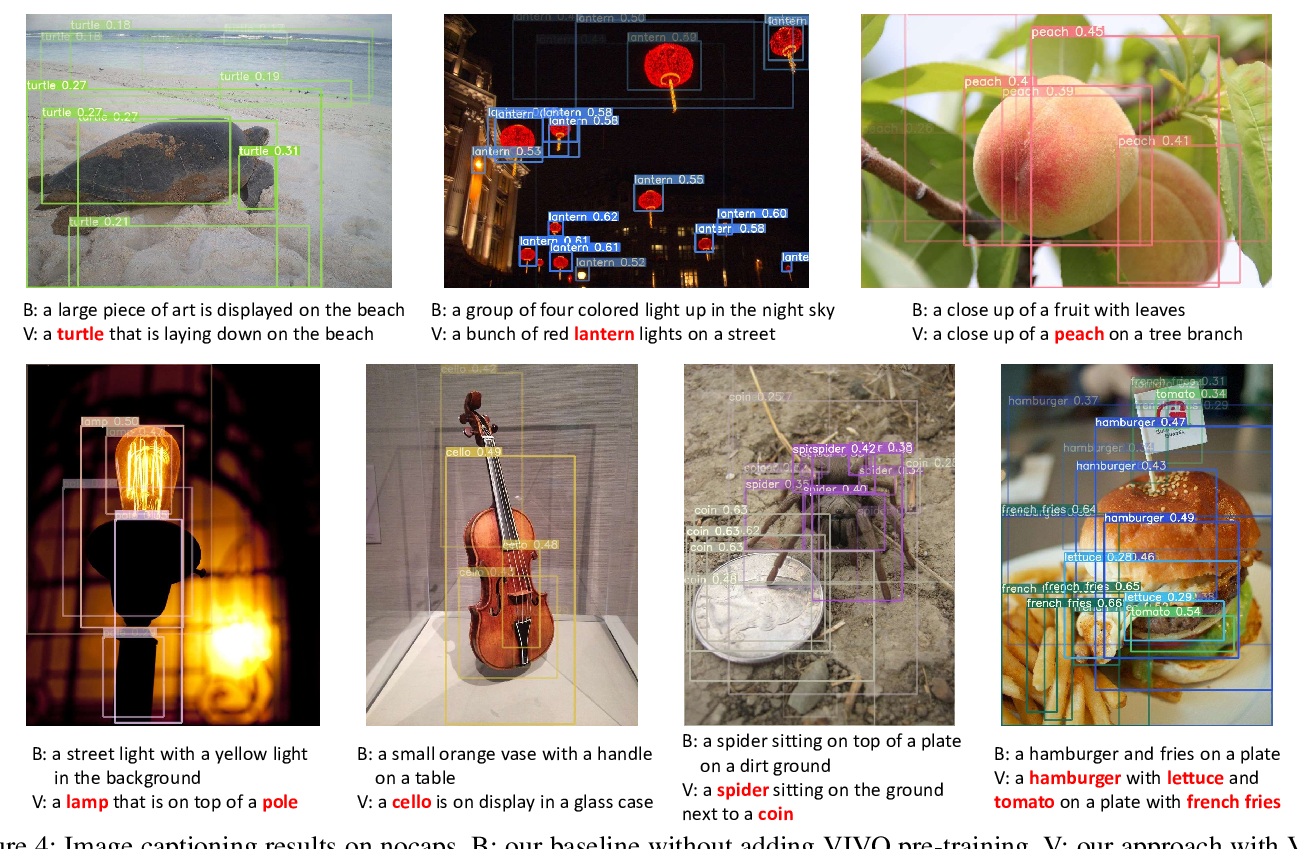 turtle 0.18
turtle 0.18
turtle 0.19
turtle 0.27
turtle 0.27
turtle 0.27
turtle 0.31
turtle 0.21
lantern 0.50
lantern
lantern 0.69
lantern 0.58
lantern 0.58
lantern 0.53
lantern 0.55
lantern 0.62
lantern 0.60
lantern 0.58
lantern 0.61
lantern 0.61
lantern 0.52
peach 0.45
peach 0.41
peach 0.39
peach 0.41
B: a large piece of art is displayed on the beach
V: a turtle that is laying down on the beach
B: a group of four colored light up in the night sky
V: a bunch of red lantern lights on a street
B: a close up of a fruit with leaves
V: a close up of a peach on a tree branch
lamp 0.50
cello 0.42
cello 0.49
cello 0.48
coin 0.25
spider 0.42
0.38
spider 0.35
spider 0.40
coin 0.63
coin 0.63
coin 0.63
coin 0.48
french fries 0.31
tomato 0.34
hamburger 0.37
hamburger 0.47
hamburger 0.43
french fries 0.64
hamburger 0.49
lettuce 0.28
0.46
french fries 0.65
french fries 0.66
lettuce 0.29
tomato 0.54
B: a street light with a yellow light
in the background
V: a lamp that is on top of a pole
B: a small orange vase with a handle
on a table
V: a cello is on display in a glass case
B: a spider sitting on top of a plate
on a dirt ground
V: a spider sitting on the ground
next to a coin
B: a hamburger and fries on a plate
V: a hamburger with lettuce and
tomato on a plate with french fries
ure 4: Image captioning results on nocaps. B: our baseline without adding VIVO pre-training. V: our approach with V